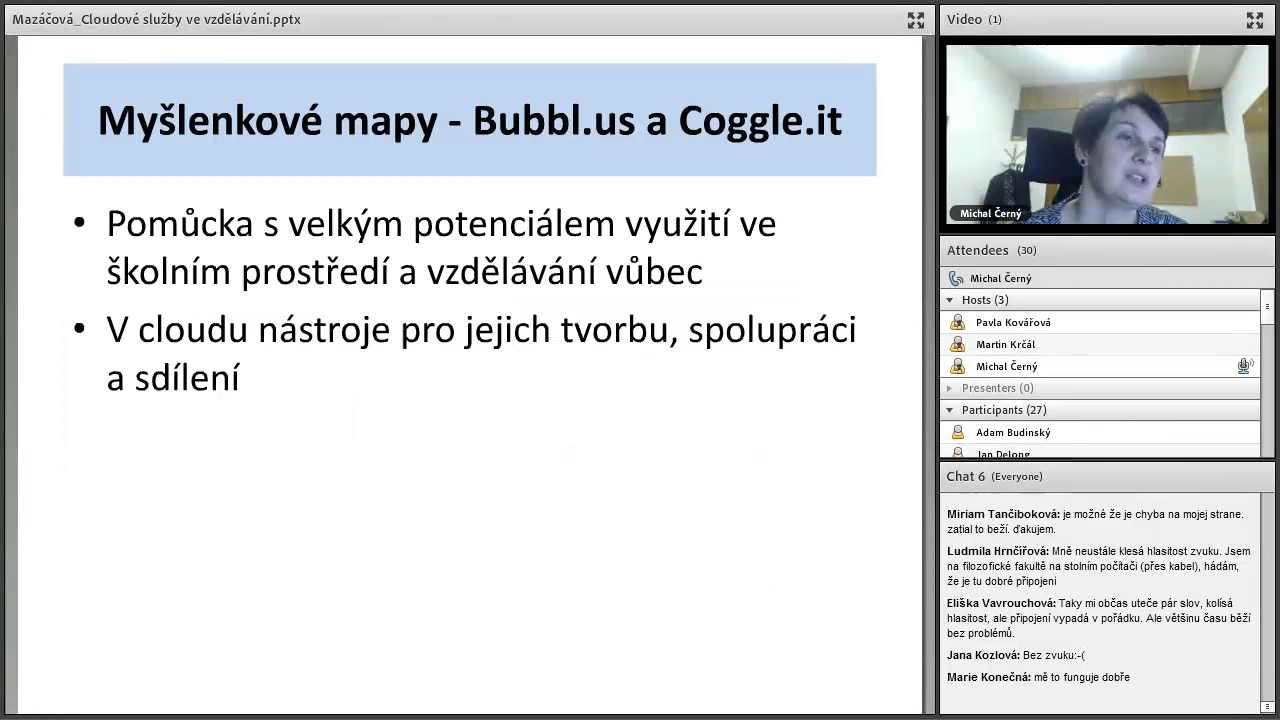 Mazáčová_Cloudové služby ve vzdělávání.pptx
Myšlenkové mapy - Bubbl.us a Coggle.it
• Pomůcka s velkým potenciálem využití ve
školním prostředí a vzdělávání vůbec
• V cloudu nástroje pro jejich tvorbu, spolupráci
a sdílení
Video (1)
Michal Černý
Attendees (30)
Michal Černý
Hosts (3)
Pavla Kovářová
Martin Krčál
Michal Černý
Presenters (0)
Participants (27)
Adam Budinský
Jan Delong
Chat 6 (Everyone)
Miriam Tančiboková: je možné že je chyba na mojej strane.
zatial to beží. ďakujem.
Ludmila Hrnčířová: Mně neustále klesá hlasitost zvuku. Jsem
na filozofické fakultě na stolním počítači (přes kabel), hádám,
že je tu dobré připojení
Eliška Vavrouchová: Taky mi občas uteče pár slov, kolísá
hlasitost, ale připojení vypadá v pořádku. Ale většinu času běží
bez problémů.
Jana Kozlová: Bez zvuku:-(
Marie Konečná: mě to funguje dobře